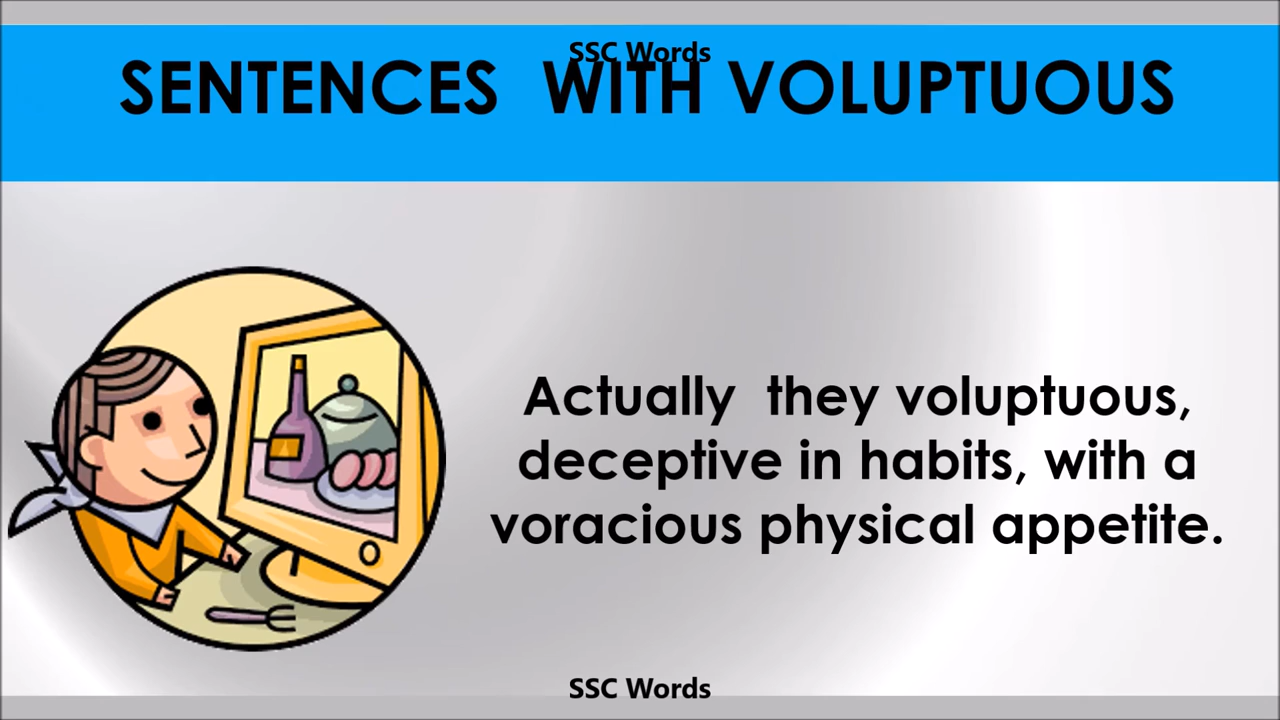 SSC Words
SENTENCES WITH VOLUPTUOUS
Actually they voluptuous,
deceptive in habits, with a
voracious physical appetite.
SSC Words